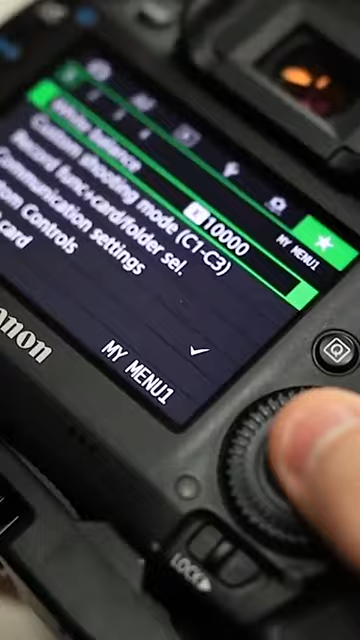 White balance
K 10000
Custom shooting mode (C1-C3)
Record func+card/folder sel.
Communication settings
Controls
card
MY MENU1
MY MENU1
Canon
LOCK